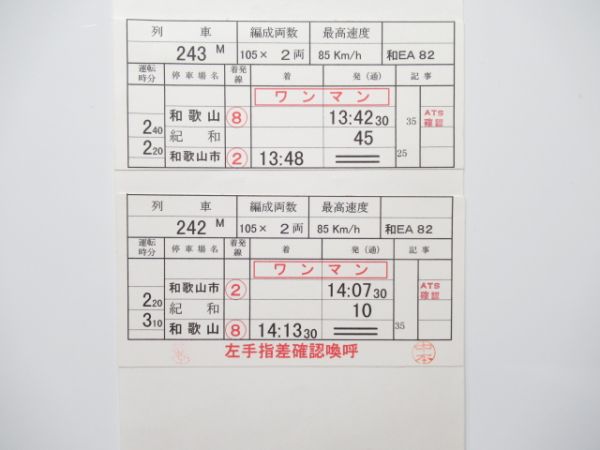 列 車 編成両数 最高速度
243 M 105× 2両 85 Km/h 和EA 82
運転時分 停車場名 着発線 着 発(通) 記事
ワンマン
和歌山 ⑧ 13:42 30 35 ATS確認
2 40 紀和 45
2 20 和歌山市 ② 13:48 25
列 車 編成両数 最高速度
242 M 105× 2両 85 Km/h 和EA 82
運転時分 停車場名 着発線 着 発(通) 記事
ワンマン
和歌山市 ② 14:07 30 ATS確認
2 20 紀和 10
3 10 和歌山 ⑧ 14:13 30 35
左手指差確認喚呼